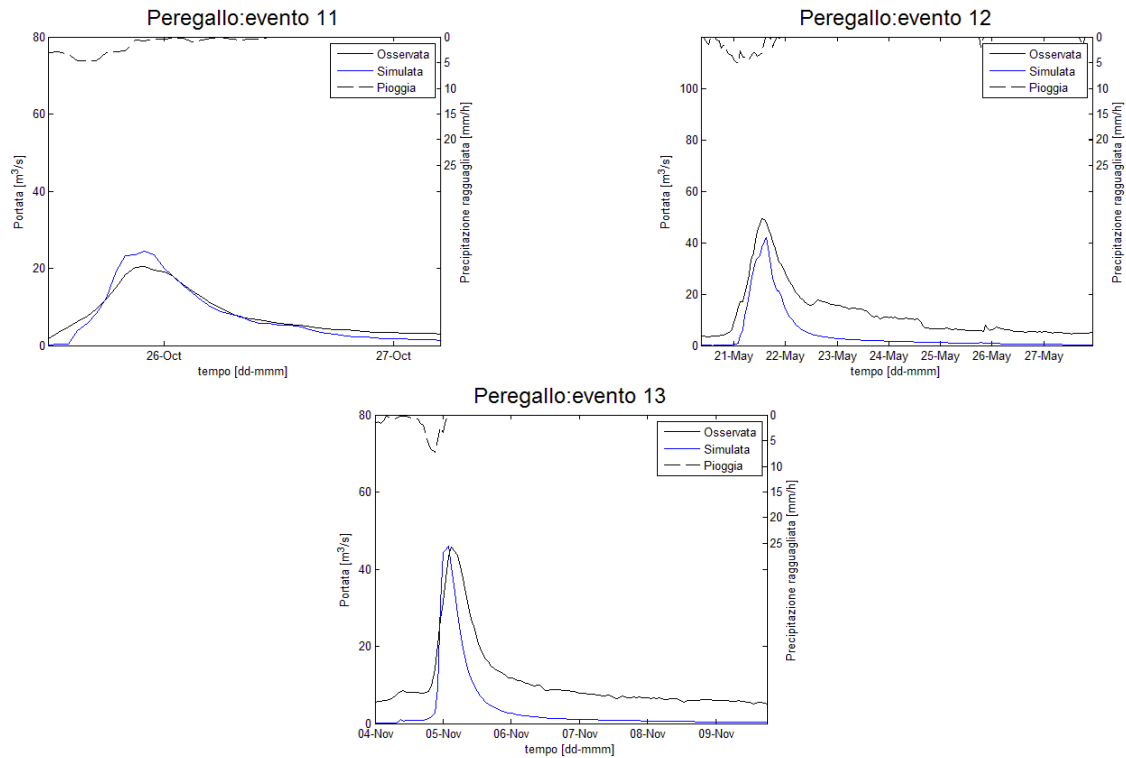 Peregallo:evento 11
80
60
40
20
0
Portata [m³/s]
0
5
10
15
20
25
Precipitazione ragguagliata [mm/h]
Osservata
Simulata
Pioggia
26-Oct
27-Oct
tempo [dd-mmm]
Peregallo:evento 12
100
80
60
40
20
0
Portata [m³/s]
0
5
10
15
20
25
Precipitazione ragguagliata [mm/h]
Osservata
Simulata
Pioggia
21-May
22-May
23-May
24-May
25-May
26-May
27-May
tempo [dd-mmm]
Peregallo:evento 13
80
60
40
20
0
Portata [m³/s]
0
5
10
15
20
25
Precipitazione ragguagliata [mm/h]
Osservata
Simulata
Pioggia
04-Nov
05-Nov
06-Nov
07-Nov
08-Nov
09-Nov
tempo [dd-mmm]